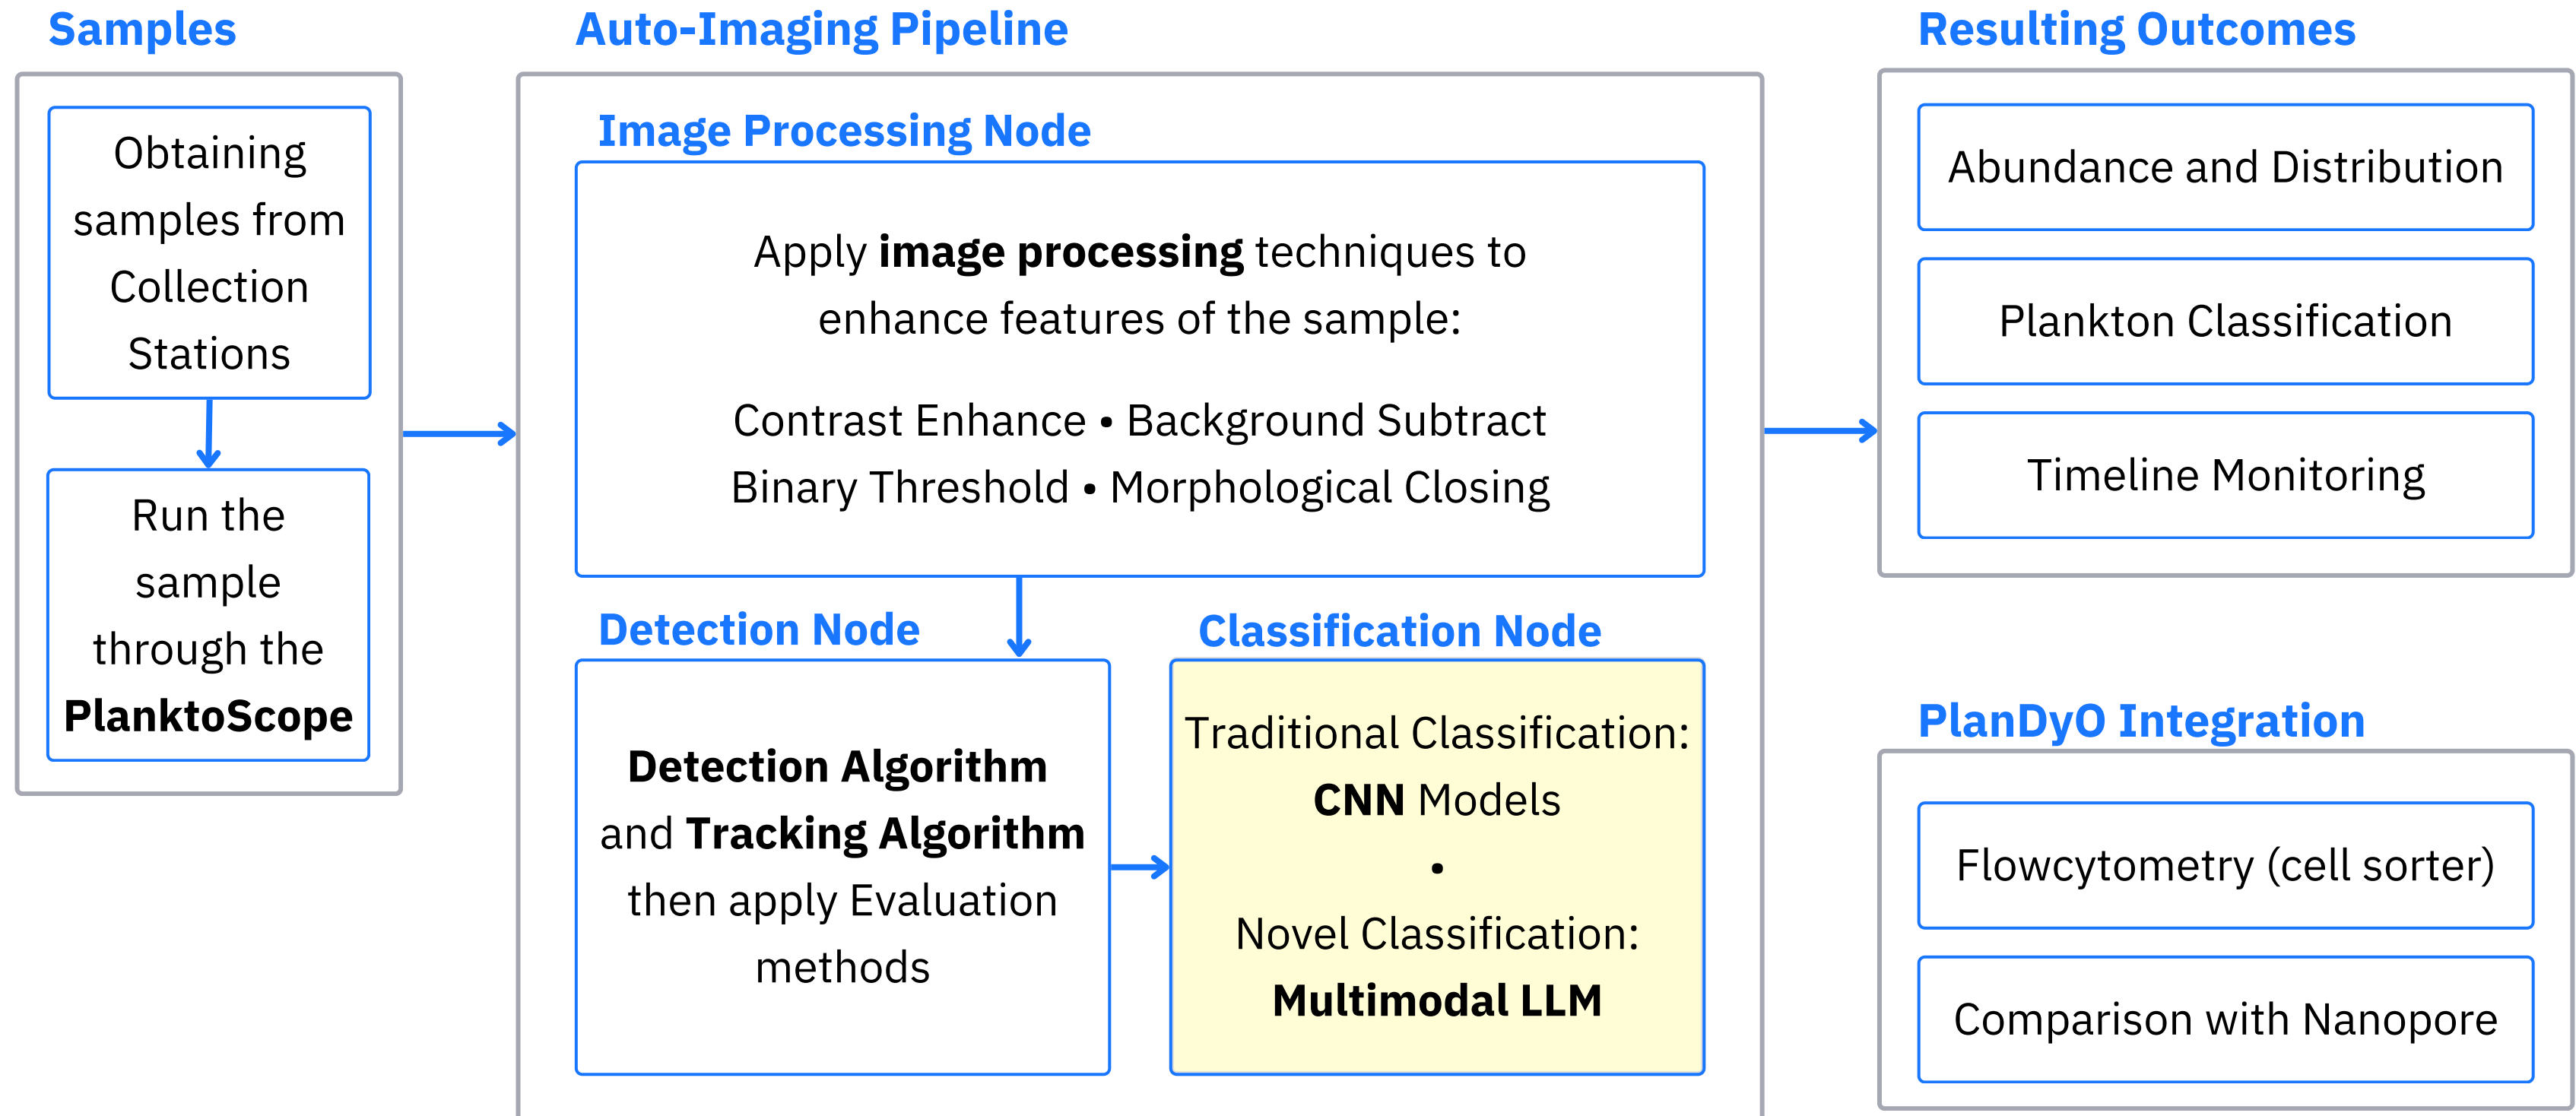 Samples
Obtaining
samples from
Collection
Stations
Run the
sample
through the
PlanktoScope
Auto-Imaging Pipeline
Image Processing Node
Apply image processing techniques to
enhance features of the sample:
Contrast Enhance • Background Subtract
Binary Threshold • Morphological Closing
Detection Node
Detection Algorithm
and Tracking Algorithm
then apply Evaluation
methods
Classification Node
Traditional Classification:
CNN Models
•
Novel Classification:
Multimodal LLM
Resulting Outcomes
Abundance and Distribution
Plankton Classification
Timeline Monitoring
PlanDyO Integration
Flowcytometry (cell sorter)
Comparison with Nanopore